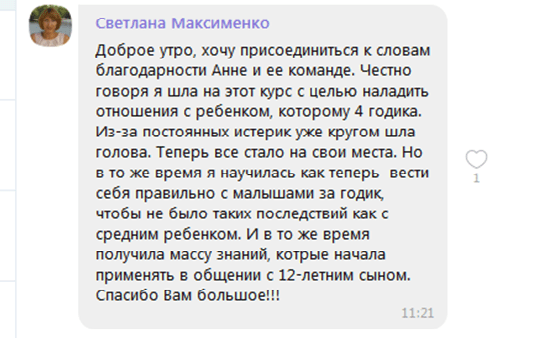 Светлана Максименко
Доброе утро, хочу присоединиться к словам
благодарности Анне и ее команде. Честно
говоря я шла на этот курс с целью наладить
отношения с ребенком, которому 4 годика.
Из-за постоянных истерик уже кругом шла
голова. Теперь все стало на свои места. Но
в то же время я научилась как теперь  вести
себя правильно с малышами за годик,
чтобы не было таких последствий как с
средним ребенком. И в то же время
получила массу знаний, котрые начала
применять в общении с 12-летним сыном.
Спасибо Вам большое!!!
11:21
1